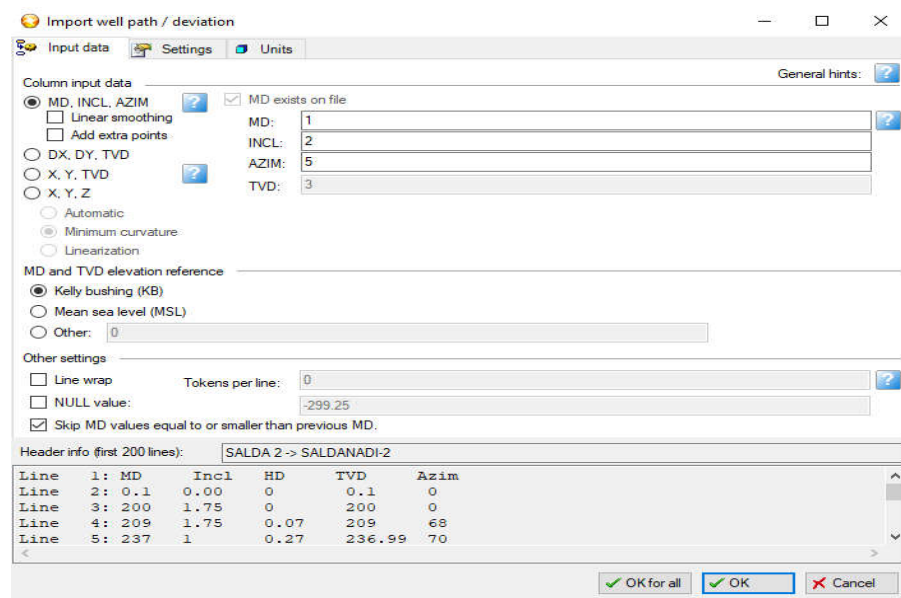 Import well path / deviation
Input data Settings Units
General hints: ?
Column input data
MD, INCL, AZIM ? MD exists on file
Linear smoothing MD: 1 ?
Add extra points INCL: 2
DX, DY, TVD AZIM: 5
X, Y, TVD ? TVD: 3
X, Y, Z
Automatic
Minimum curvature
Linearization
MD and TVD elevation reference
Kelly bushing (KB)
Mean sea level (MSL)
Other: 0
Other settings
Line wrap Tokens per line: 0 ?
NULL value: -299.25
Skip MD values equal to or smaller than previous MD.
Header info (first 200 lines): SALDA 2 -> SALDANADI-2
Line 1: MD Incl HD TVD Azim
Line 2: 0.1 0.00 0 0.1 0
Line 3: 200 1.75 0 200 0
Line 4: 209 1.75 0.07 209 68
Line 5: 237 1 0.27 236.99 70
OK for all OK Cancel